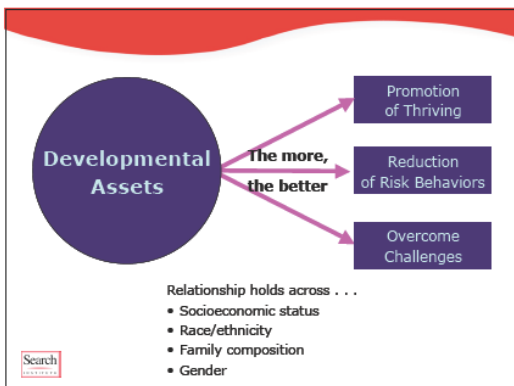 Developmental
Assets
The more,
the better
Promotion
of Thriving
Reduction
of Risk Behaviors
Overcome
Challenges
Relationship holds across . . .
• Socioeconomic status
• Race/ethnicity
• Family composition
• Gender
Search
INSTITUTE